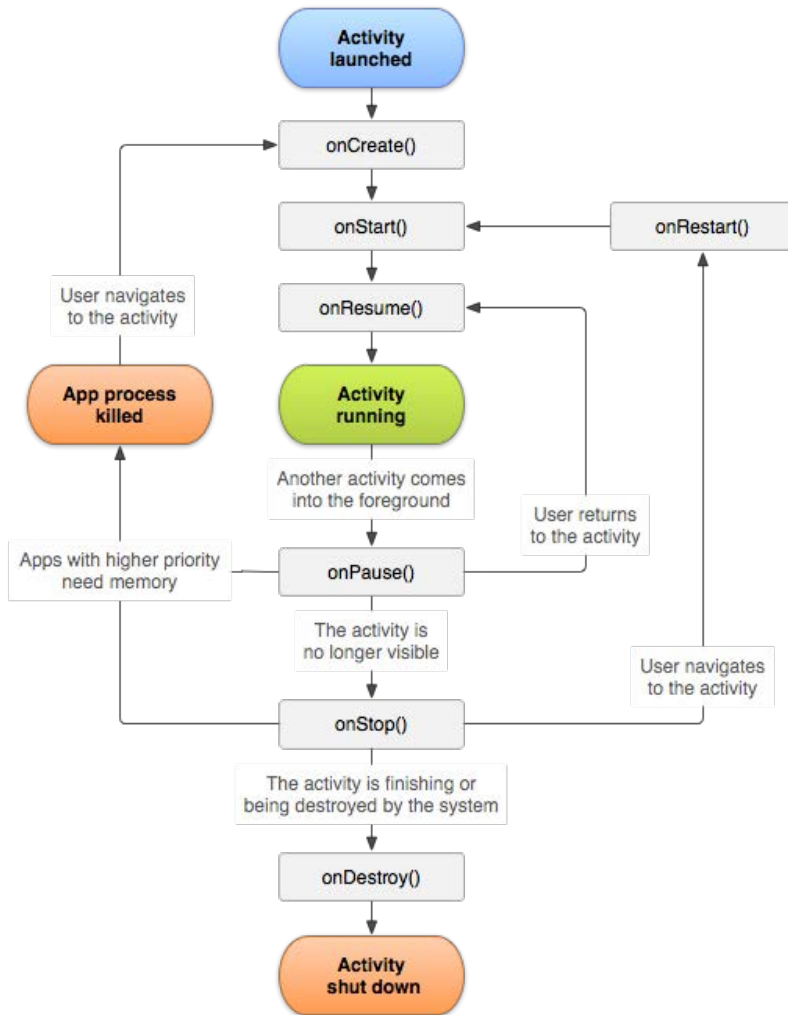 Activity
launched
onCreate()
onStart()
onRestart()
User navigates
to the activity
onResume()
App process
killed
Activity
running
Another activity comes
into the foreground
User returns
to the activity
Apps with higher priority
need memory
onPause()
The activity is
no longer visible
User navigates
to the activity
onStop()
The activity is finishing or
being destroyed by the system
onDestroy()
Activity
shut down